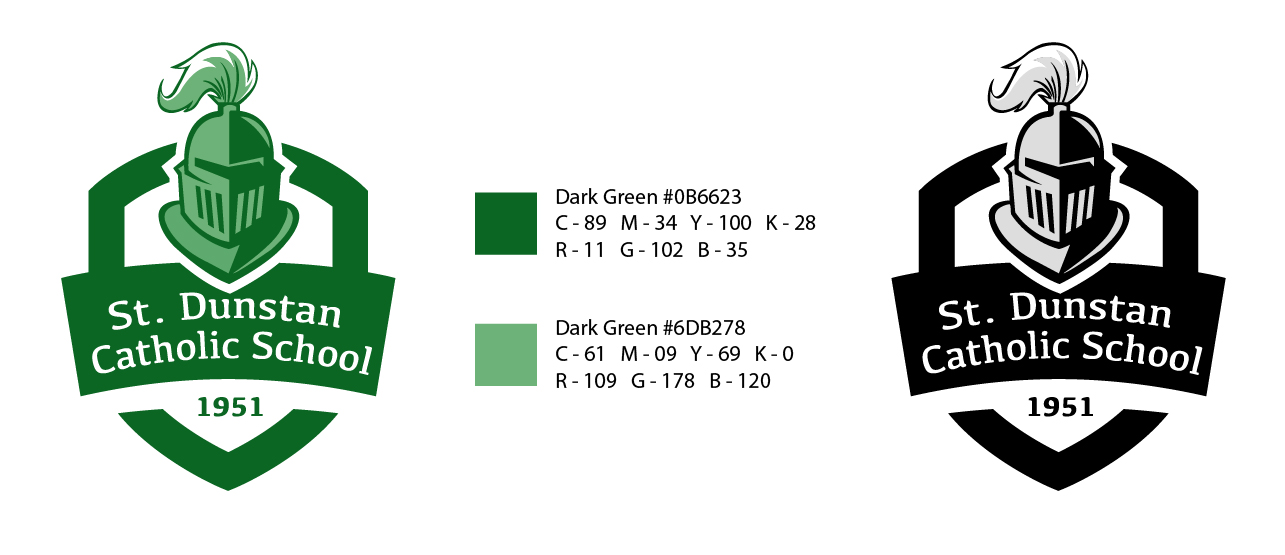 St. Dunstan
Catholic School
1951
Dark Green #0B6623
C - 89 M - 34 Y - 100 K - 28
R - 11 G - 102 B - 35
Dark Green #6DB278
C - 61 M - 09 Y - 69 K - 0
R - 109 G - 178 B - 120
St. Dunstan
Catholic School
1951